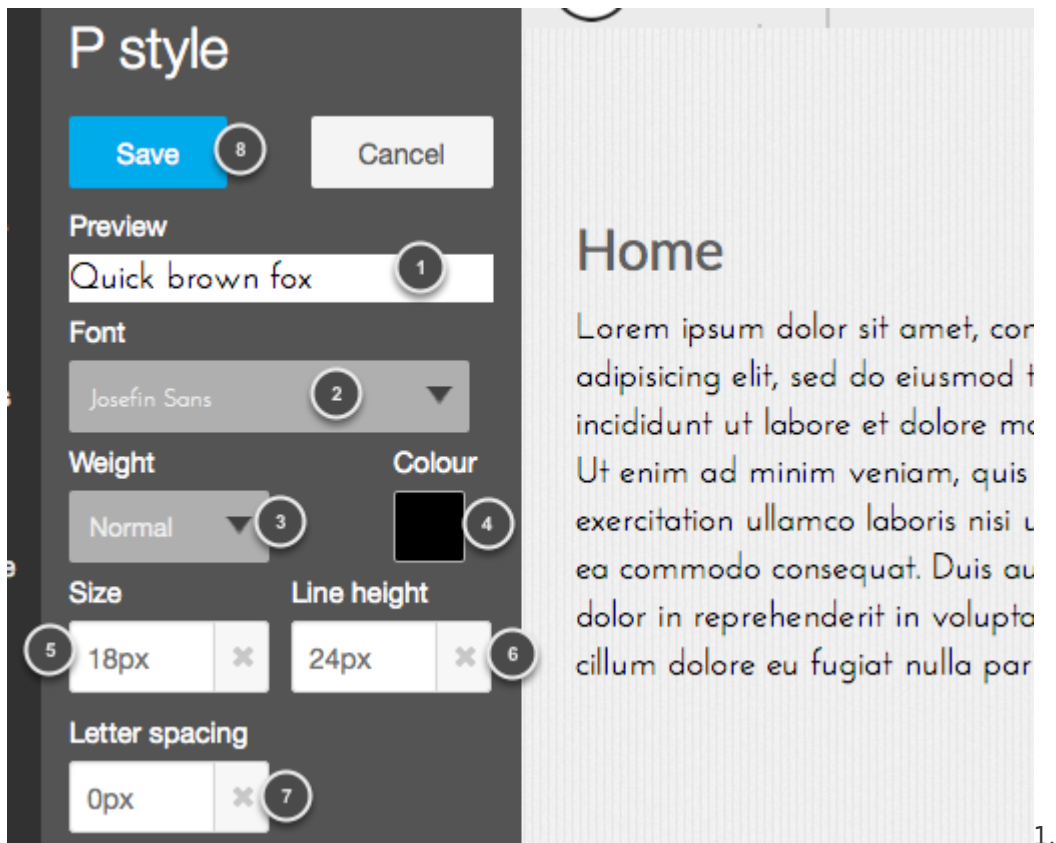 P style
Save 8 Cancel
Preview
Quick brown fox 1
Font
Josefin Sans 2
Weight Colour
Normal 3 4
Size Line height
5 18px 24px 6
Letter spacing
0px 7
Home
Lorem ipsum dolor sit amet, cor
adipisicing elit, sed do eiusmod t
incididunt ut labore et dolore mo
Ut enim ad minim veniam, quis
exercitation ullamco laboris nisi u
ea commodo consequat. Duis au
dolor in reprehenderit in volupta
cillum dolore eu fugiat nulla par
1.